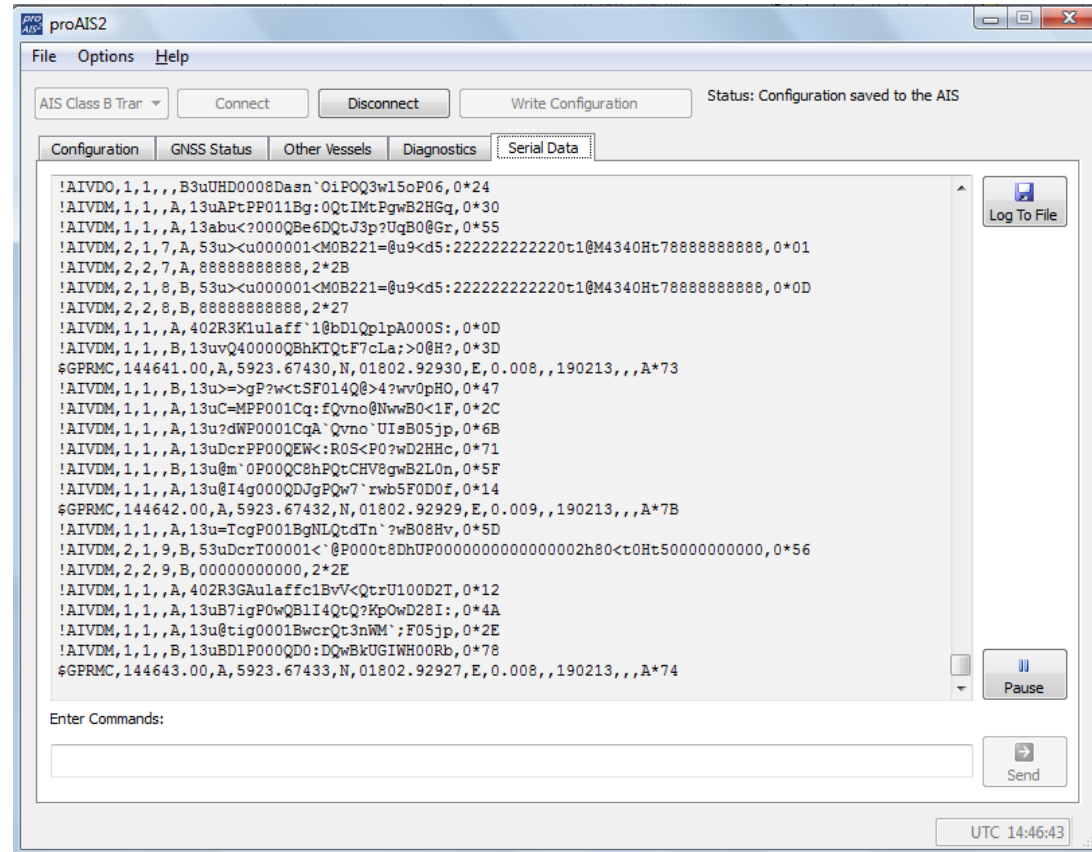 proAIS2
File Options Help
AIS Class B Tran Connect Disconnect Write Configuration Status: Configuration saved to the AIS
Configuration GNSS Status Other Vessels Diagnostics Serial Data
!AIVDO,1,1,,,B3uUHD0008Dasn`OiPOQ3wl5oP06,0*24
!AIVDM,1,1,,A,13uAPtPP011Bg:0QtIMtPgwB2HGq,0*30
!AIVDM,1,1,,A,13abu<?000QBe6DQtJ3p?UqB0@Gr,0*55
!AIVDM,2,1,7,A,53u><u000001<M0B221=@u9<d5:222222222220t1@M4340Ht78888888888,0*01
!AIVDM,2,2,7,A,88888888888,2*2B
!AIVDM,2,1,8,B,53u><u000001<M0B221=@u9<d5:222222222220t1@M4340Ht78888888888,0*0D
!AIVDM,2,2,8,B,88888888888,2*27
!AIVDM,1,1,,A,402R3K1ulaff`1@bDlQplpA000S:,0*0D
!AIVDM,1,1,,B,13uvQ40000QBhKTQtF7cLa;>0@H?,0*3D
$GPRMC,144641.00,A,5923.67430,N,01802.92930,E,0.008,,190213,,,A*73
!AIVDM,1,1,,B,13u>=>gP?w<tSF0l4Q@>4?wv0pHO,0*47
!AIVDM,1,1,,A,13uC=MPP001Cq:fQvno@NwwB0<1F,0*2C
!AIVDM,1,1,,A,13u?dWP0001CqA`Qvno`UIsB05jp,0*6B
!AIVDM,1,1,,A,13uDcrPP00QEW<:R0S<P0?wD2HHc,0*71
!AIVDM,1,1,,B,13u@m`0P00QC8hPQtCHV8gwB2L0n,0*5F
!AIVDM,1,1,,A,13u@I4g000QDJgPQw7`rwb5F0D0f,0*14
$GPRMC,144642.00,A,5923.67432,N,01802.92929,E,0.009,,190213,,,A*7B
!AIVDM,1,1,,A,13u=TcgP001BgNLQtdTn`?wB08Hv,0*5D
!AIVDM,2,1,9,B,53uDcrT00001<`@P000t8DhUP0000000000000002h80<t0Ht50000000000,0*56
!AIVDM,2,2,9,B,00000000000,2*2E
!AIVDM,1,1,,A,402R3GAulaffc1BvV<QtrU100D2T,0*12
!AIVDM,1,1,,A,13uB7igP0wQBlI4QtQ?KpOwD28I:,0*4A
!AIVDM,1,1,,A,13u@tig0001BwcrQt3nWM`;F05jp,0*2E
!AIVDM,1,1,,B,13uBDlP000QD0:DQwBkUGIWH00Rb,0*78
$GPRMC,144643.00,A,5923.67433,N,01802.92927,E,0.008,,190213,,,A*74
Log To File
Pause
Enter Commands:
Send
UTC 14:46:43